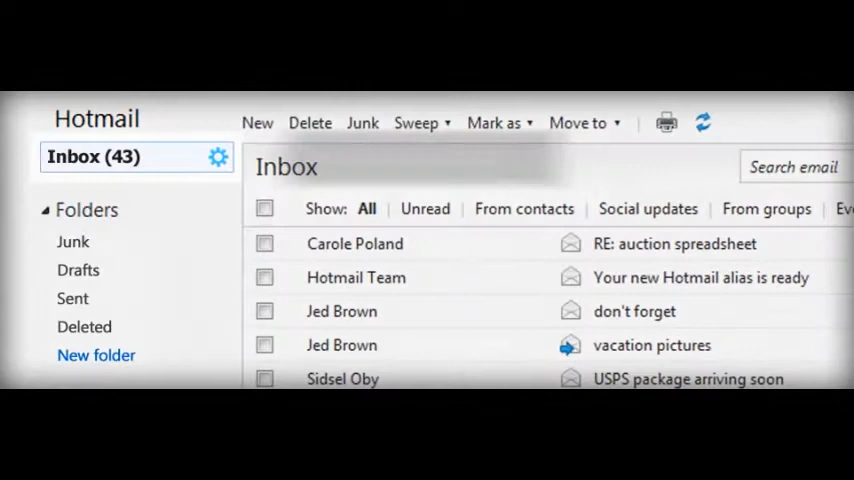 Hotmail
New Delete Junk Sweep Mark as Move to
Inbox (43)
Inbox
Search email
Folders
Show: All Unread From contacts Social updates From groups
Junk
Drafts
Sent
Deleted
New folder
Carole Poland RE: auction spreadsheet
Hotmail Team Your new Hotmail alias is ready
Jed Brown don't forget
Jed Brown vacation pictures
Sidsel Oby USPS package arriving soon